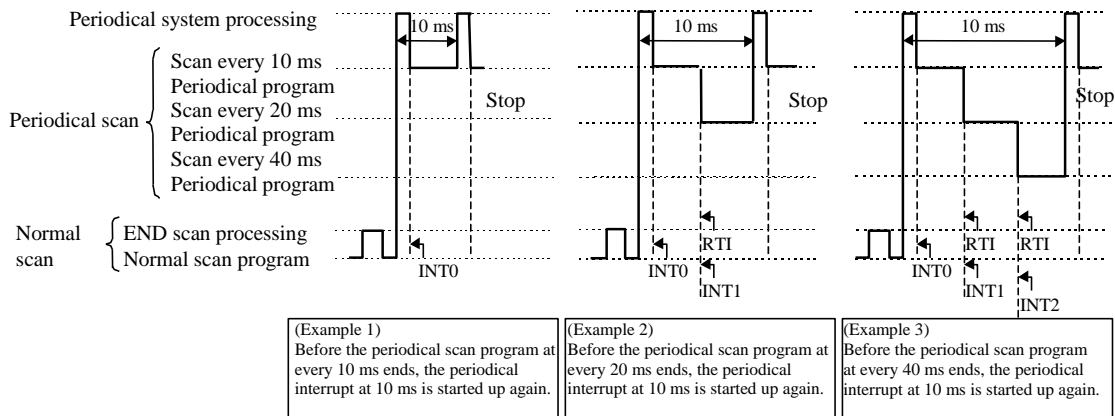 Periodical system processing
10 ms
10 ms
10 ms
Scan every 10 ms
Periodical program
Periodical scan
Scan every 20 ms
Periodical program
Scan every 40 ms
Periodical program
Stop
Stop
Stop
Normal scan
END scan processing
Normal scan program
INT0
RTI
INT0
INT1
RTI
RTI
INT0
INT1
INT2
(Example 1)
Before the periodical scan program at
every 10 ms ends, the periodical
interrupt at 10 ms is started up again.
(Example 2)
Before the periodical scan program at
every 20 ms ends, the periodical
interrupt at 10 ms is started up again.
(Example 3)
Before the periodical scan program
at every 40 ms ends, the periodical
interrupt at 10 ms is started up again.